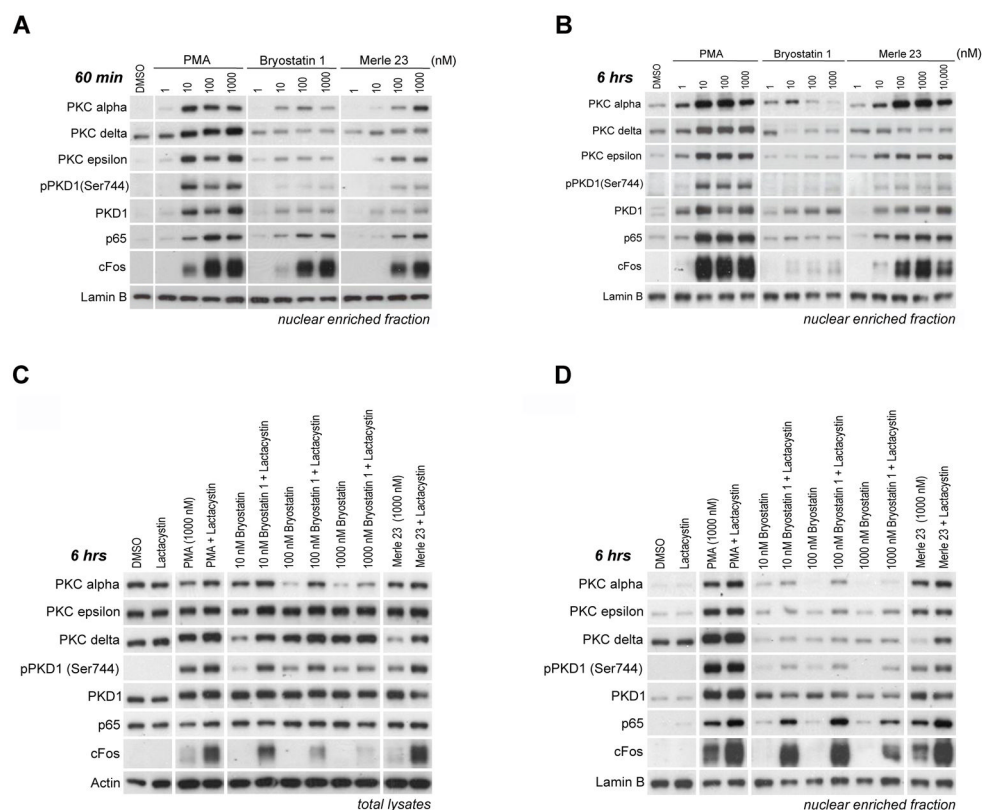 A
PMA Bryostatin 1 Merle 23 (nM)
60 min DMSO 1 10 100 1000 1 10 100 1000 1 10 100 1000
PKC alpha
PKC delta
PKC epsilon
pPKD1(Ser744)
PKD1
p65
cFos
Lamin B
nuclear enriched fraction
B
PMA Bryostatin 1 Merle 23 (nM)
6 hrs DMSO 1 10 100 1000 1 10 100 1000 1 10 100 1000 10,000
PKC alpha
PKC delta
PKC epsilon
pPKD1(Ser744)
PKD1
p65
cFos
Lamin B
nuclear enriched fraction
C
6 hrs
DMSO
Lactacystin
PMA (1000 nM)
PMA + Lactacystin
10 nM Bryostatin
10 nM Bryostatin 1 + Lactacystin
100 nM Bryostatin
100 nM Bryostatin 1 + Lactacystin
1000 nM Bryostatin
1000 nM Bryostatin 1 + Lactacystin
Merle 23 (1000 nM)
Merle 23 + Lactacystin
PKC alpha
PKC epsilon
PKC delta
pPKD1 (Ser744)
PKD1
p65
cFos
Actin
total lysates
D
6 hrs
DMSO
Lactacystin
PMA (1000 nM)
PMA + Lactacystin
10 nM Bryostatin
10 nM Bryostatin 1 + Lactacystin
100 nM Bryostatin
100 nM Bryostatin 1 + Lactacystin
1000 nM Bryostatin
1000 nM Bryostatin 1 + Lactacystin
Merle 23 (1000 nM)
Merle 23 + Lactacystin
PKC alpha
PKC epsilon
PKC delta
pPKD1 (Ser744)
PKD1
p65
cFos
Lamin B
nuclear enriched fraction